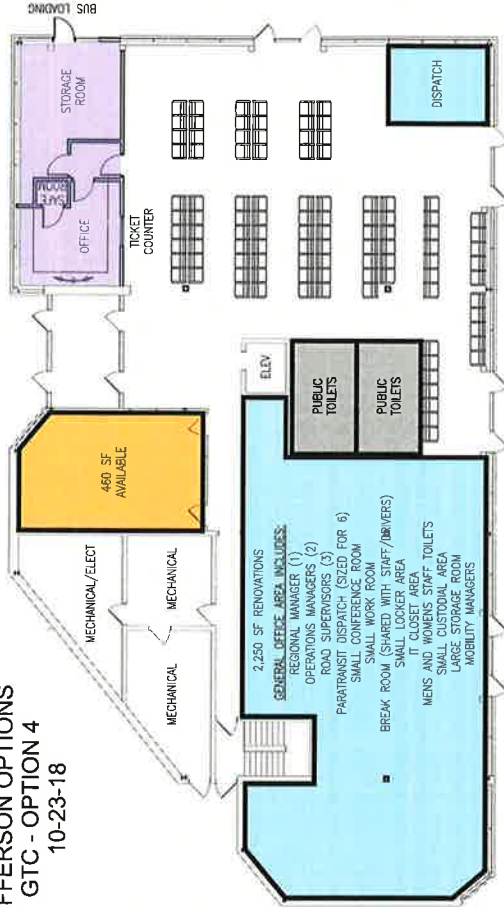 FFERSON OPTIONS
GTC - OPTION 4
10-23-18
BUS LOADING
STORAGE
ROOM
SAFE
ROOM
OFFICE
TICKET
COUNTER
DISPATCH
460 SF
AVAILABLE
MECHANICAL/ELECT
MECHANICAL
MECHANICAL
ELEV
PUBLIC
TOILETS
PUBLIC
TOILETS
2,250 SF RENOVATIONS
GENERAL OFFICE AREA INCLUDES:
REGIONAL MANAGER (1)
OPERATIONS MANAGERS (2)
ROAD SUPERVISORS (3)
PARATRANSIT DISPATCH (SIZED FOR 6)
SMALL CONFERENCE ROOM
SMALL WORK ROOM
BREAK ROOM (SHARED WITH STAFF/DRIVERS)
SMALL LOCKER AREA
IT CLOSET AREA
MENS AND WOMENS STAFF TOILETS
SMALL CUSTODIAL AREA
LARGE STORAGE ROOM
MOBILITY MANAGERS